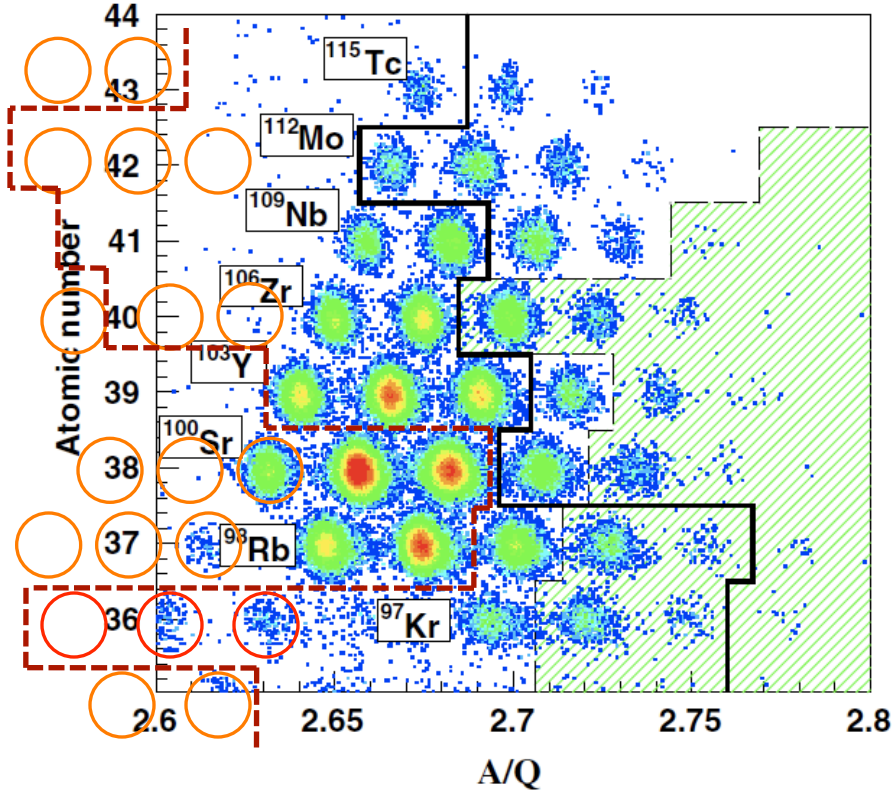 44
¹¹⁵Tc
43
¹¹²Mo
42
¹⁰⁹Nb
41
¹⁰⁶Zr
40
¹⁰³Y
39
¹⁰⁰Sr
38
⁹⁸Rb
37
⁹⁷Kr
36
Atomic number
2.6 2.65 2.7 2.75 2.8
A/Q